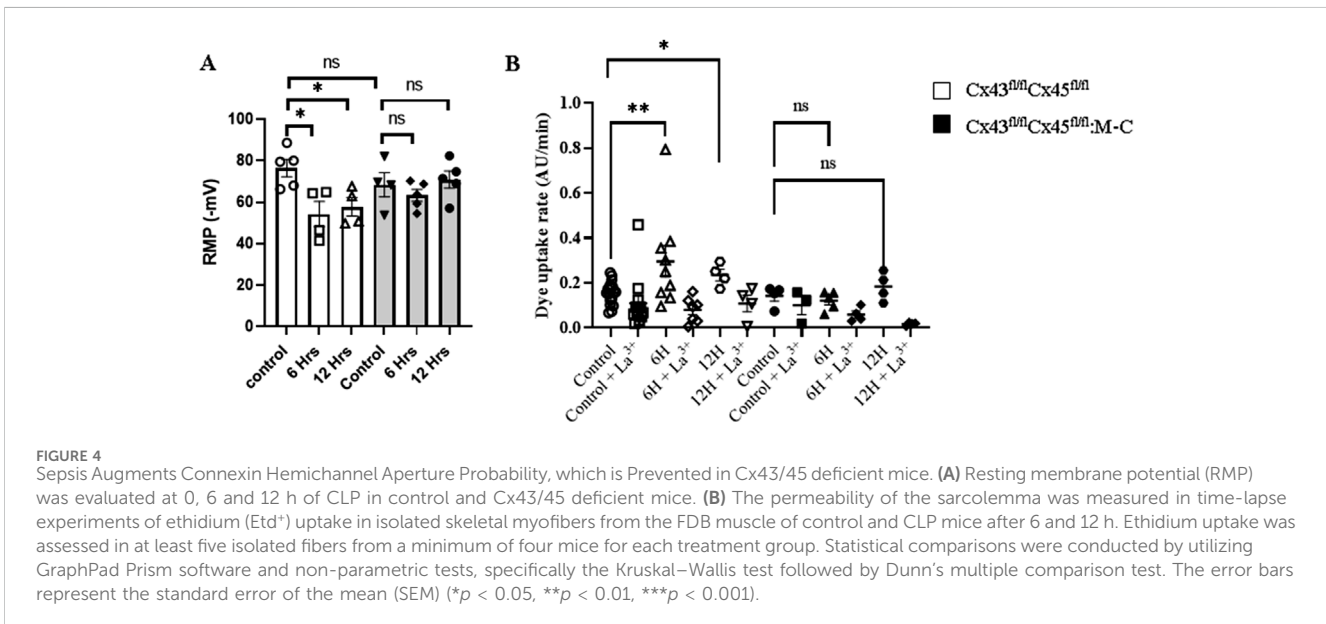 A
ns
ns
*
*
ns
RMP (-mV)
100
80
60
40
20
0
control
6 Hrs
12 Hrs
Control
6 Hrs
12 Hrs
B
*
**
ns
ns
Dye uptake rate (AU/min)
1.0
0.8
0.6
0.4
0.2
0.0
Control
Control + La³⁺
6H
6H + La³⁺
12H
12H + La³⁺
Control
Control + La³⁺
6H
6H + La³⁺
12H
12H + La³⁺
Cx43fl/flCx45fl/fl
Cx43fl/flCx45fl/fl:M-C
FIGURE 4
Sepsis Augments Connexin Hemichannel Aperture Probability, which is Prevented in Cx43/45 deficient mice. (A) Resting membrane potential (RMP)
was evaluated at 0, 6 and 12 h of CLP in control and Cx43/45 deficient mice. (B) The permeability of the sarcolemma was measured in time-lapse
experiments of ethidium (Etd⁺) uptake in isolated skeletal myofibers from the FDB muscle of control and CLP mice after 6 and 12 h. Ethidium uptake was
assessed in at least five isolated fibers from a minimum of four mice for each treatment group. Statistical comparisons were conducted by utilizing
GraphPad Prism software and non-parametric tests, specifically the Kruskal–Wallis test followed by Dunn's multiple comparison test. The error bars
represent the standard error of the mean (SEM) (*p < 0.05, **p < 0.01, ***p < 0.001).